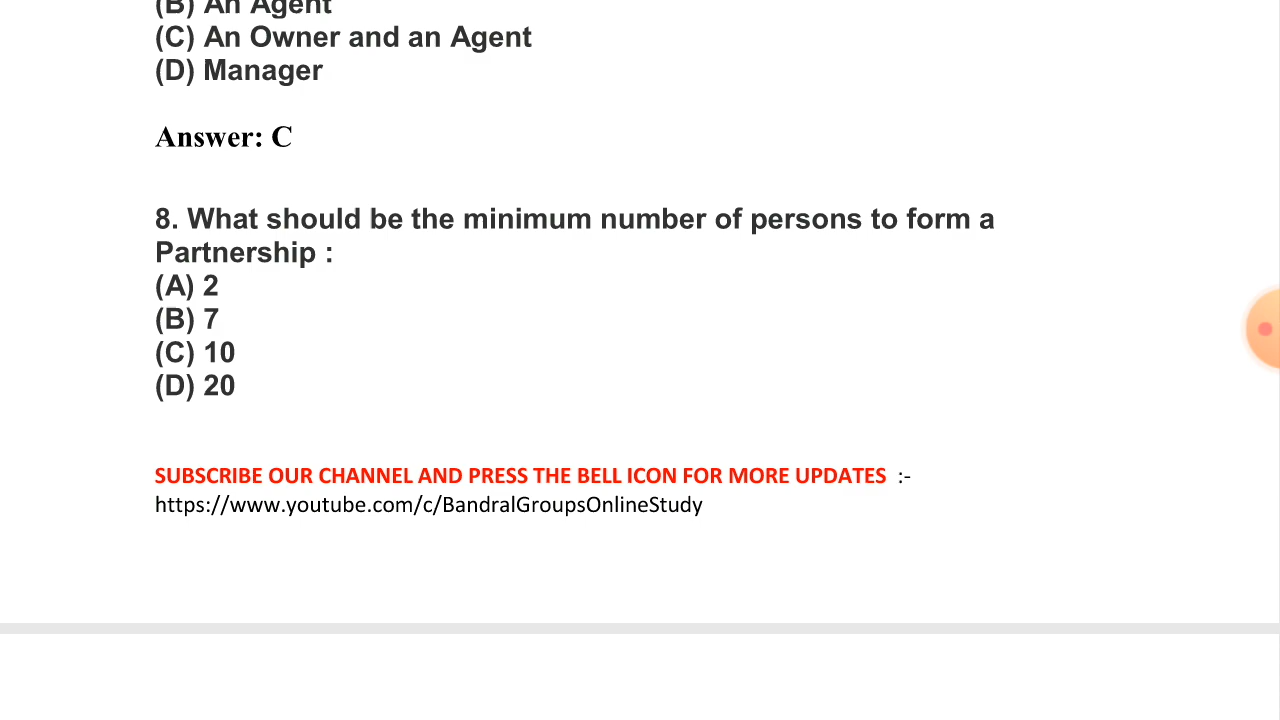 (B) An Agent
(C) An Owner and an Agent
(D) Manager
Answer: C
8. What should be the minimum number of persons to form a
Partnership :
(A) 2
(B) 7
(C) 10
(D) 20
SUBSCRIBE OUR CHANNEL AND PRESS THE BELL ICON FOR MORE UPDATES :-
https://www.youtube.com/c/BandralGroupsOnlineStudy